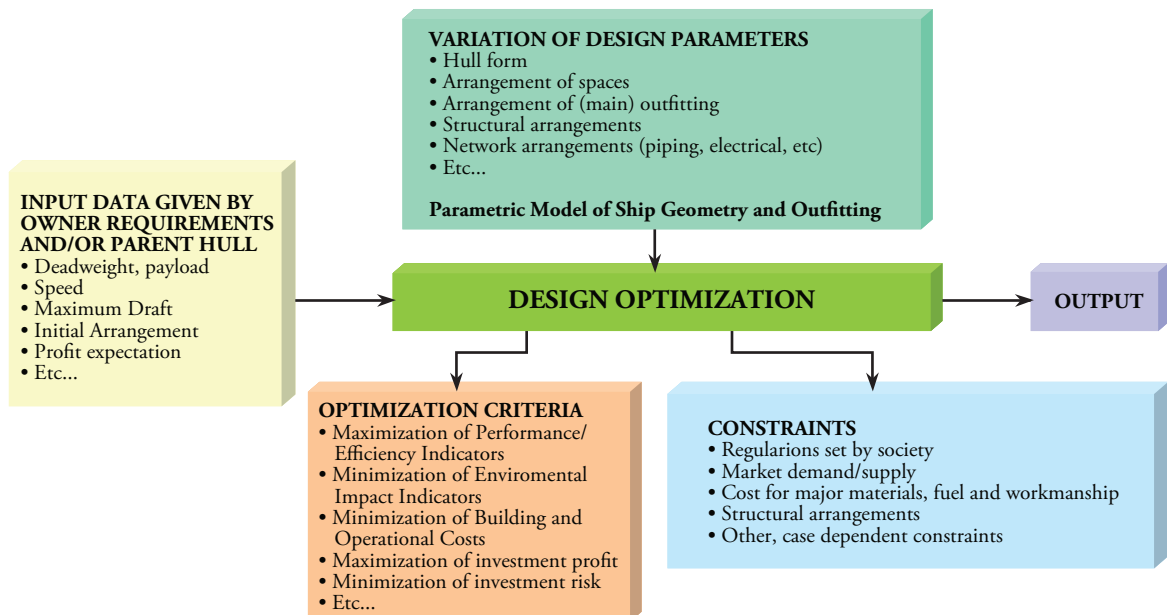 VARIATION OF DESIGN PARAMETERS
• Hull form
• Arrangement of spaces
• Arrangement of (main) outfitting
• Structural arrangements
• Network arrangements (piping, electrical, etc)
• Etc...
Parametric Model of Ship Geometry and Outfitting
INPUT DATA GIVEN BY
OWNER REQUIREMENTS
AND/OR PARENT HULL
• Deadweight, payload
• Speed
• Maximum Draft
• Initial Arrangement
• Profit expectation
• Etc...
DESIGN OPTIMIZATION
OUTPUT
OPTIMIZATION CRITERIA
• Maximization of Performance/
Efficiency Indicators
• Minimization of Enviromental
Impact Indicators
• Minimization of Building and
Operational Costs
• Maximization of investment profit
• Minimization of investment risk
• Etc...
CONSTRAINTS
• Regularions set by society
• Market demand/supply
• Cost for major materials, fuel and workmanship
• Structural arrangements
• Other, case dependent constraints